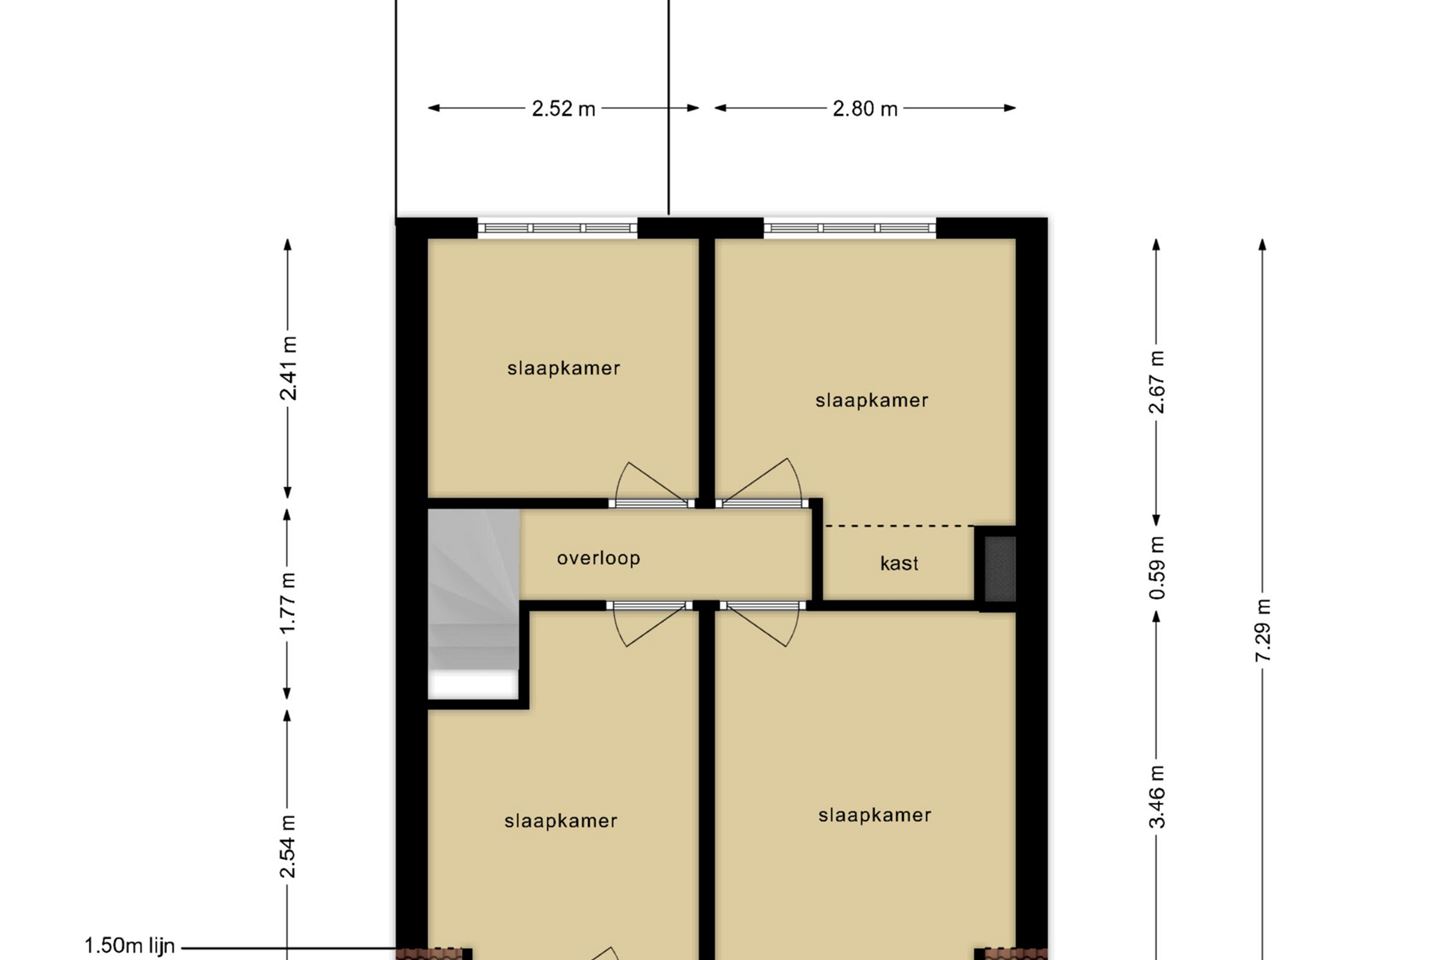 2.52 m
2.80 m
2.41 m
2.67 m
slaapkamer
slaapkamer
overloop
kast
0.59 m
1.77 m
7.29 m
slaapkamer
slaapkamer
3.46 m
2.54 m
1.50m lijn